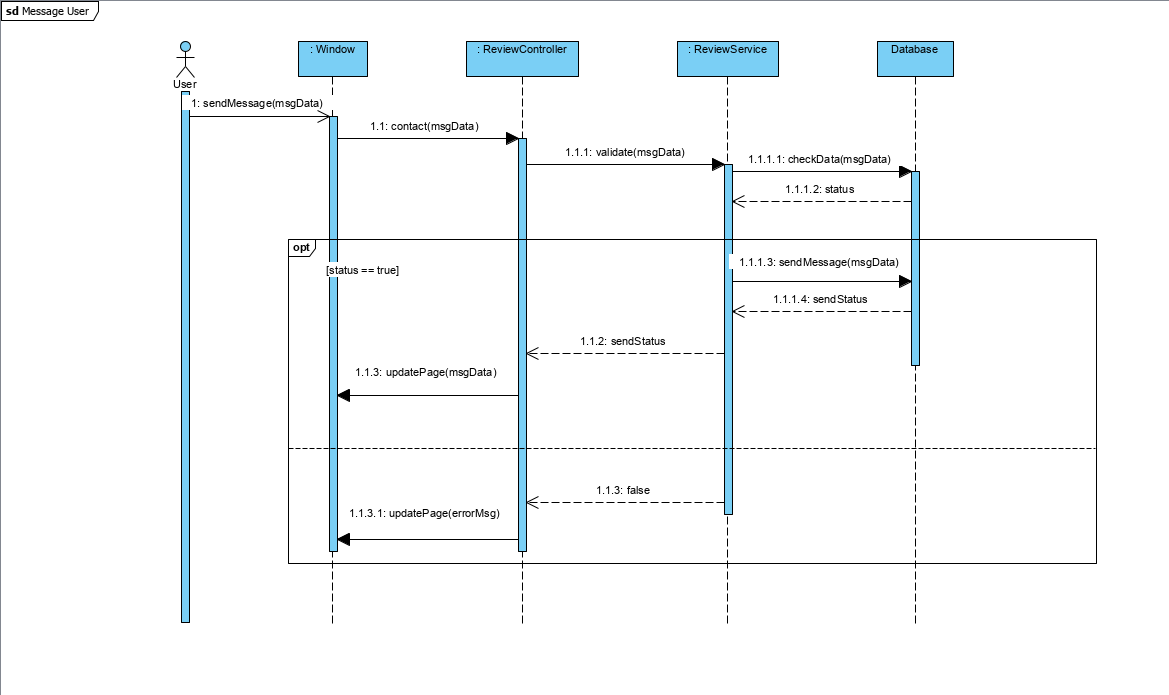 sd Message User
: Window
: ReviewController
: ReviewService
Database
User
1: sendMessage(msgData)
1.1: contact(msgData)
1.1.1: validate(msgData)
1.1.1.1: checkData(msgData)
1.1.1.2: status
opt
[status == true]
1.1.1.3: sendMessage(msgData)
1.1.1.4: sendStatus
1.1.2: sendStatus
1.1.3: updatePage(msgData)
1.1.3: false
1.1.3.1: updatePage(errorMsg)